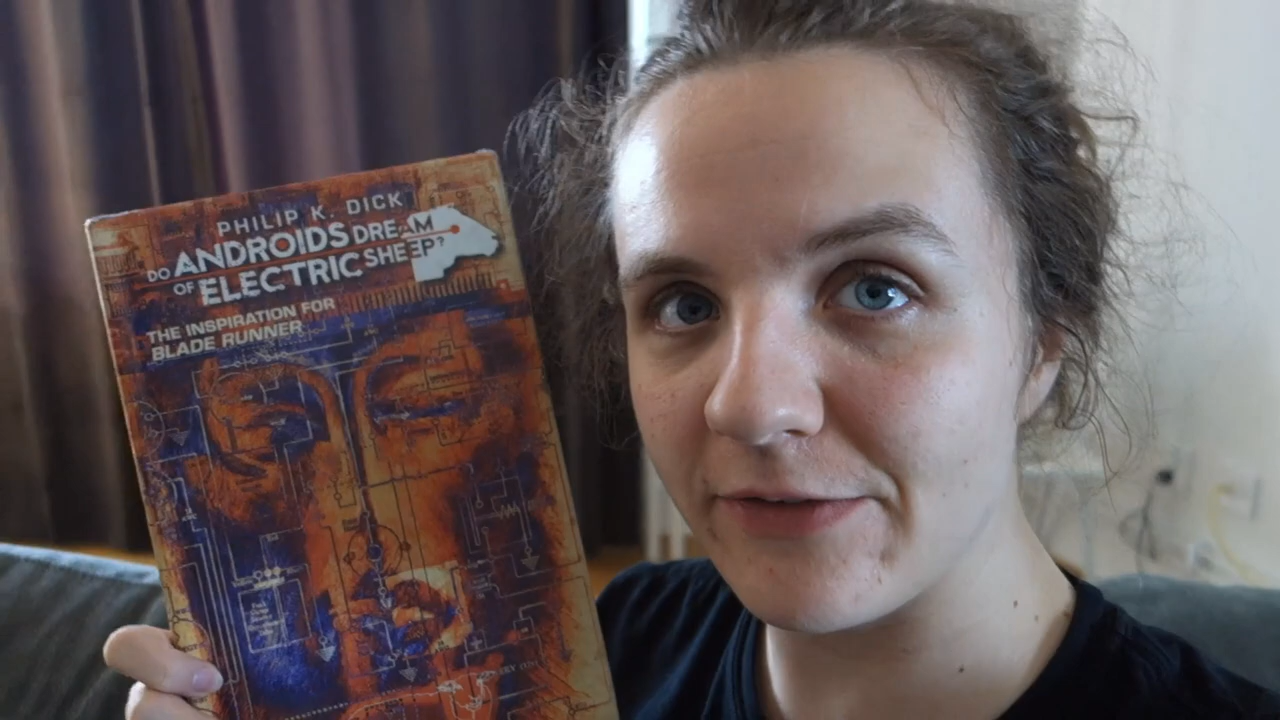 PHILIP K. DICK
DO ANDROIDS DREAM
OF ELECTRIC SHEEP?
THE INSPIRATION FOR
BLADE RUNNER